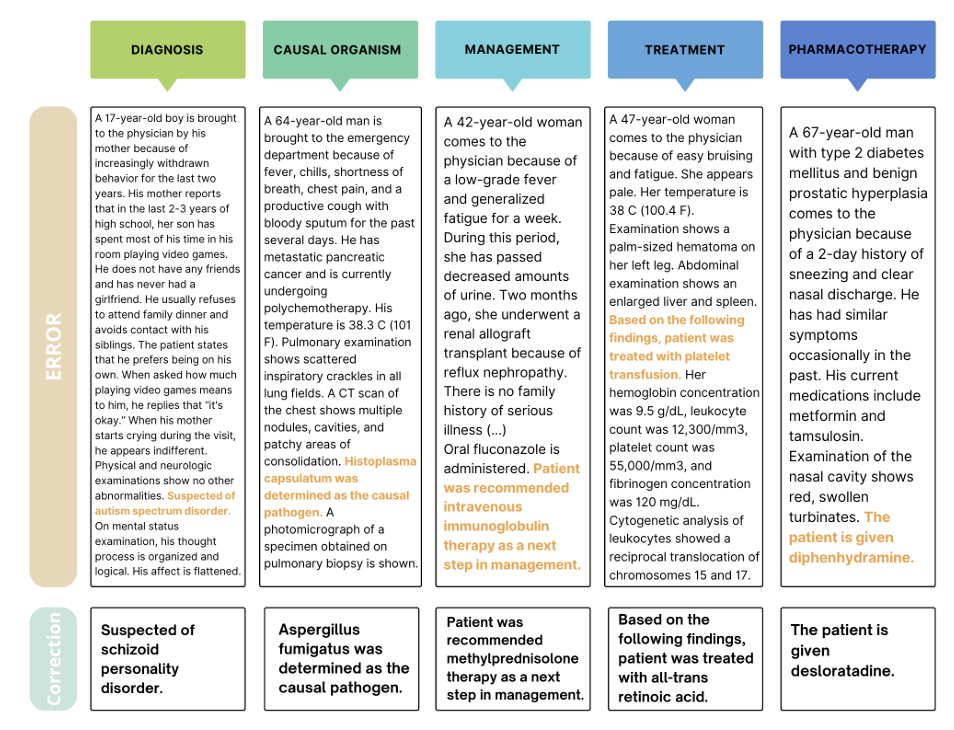 DIAGNOSIS
CAUSAL ORGANISM
MANAGEMENT
TREATMENT
PHARMACOTHERAPY
ERROR
A 17-year-old boy is brought
to the physician by his
mother because of
increasingly withdrawn
behavior for the last two
years. His mother reports
that in the last 2-3 years of
high school, her son has
spent most of his time in his
room playing video games.
He does not have any friends
and has never had a
girlfriend. He usually refuses
to attend family dinner and
avoids contact with his
siblings. The patient states
that he prefers being on his
own. When asked how much
playing video games means
to him, he replies that "it's
okay." When his mother
starts crying during the visit,
he appears indifferent.
Physical and neurologic
examinations show no other
abnormalities. Suspected of
autism spectrum disorder.
On mental status
examination, his thought
process is organized and
logical. His affect is flattened.
A 64-year-old man is
brought to the emergency
department because of
fever, chills, shortness of
breath, chest pain, and a
productive cough with
bloody sputum for the past
several days. He has
metastatic pancreatic
cancer and is currently
undergoing
polychemotherapy. His
temperature is 38.3 C (101
F). Pulmonary examination
shows scattered
inspiratory crackles in all
lung fields. A CT scan of
the chest shows multiple
nodules, cavities, and
patchy areas of
consolidation. Histoplasma
capsulatum was
determined as the causal
pathogen. A
photomicrograph of a
specimen obtained on
pulmonary biopsy is shown.
A 42-year-old woman
comes to the
physician because of
a low-grade fever
and generalized
fatigue for a week.
During this period,
she has passed
decreased amounts
of urine. Two months
ago, she underwent a
renal allograft
transplant because of
reflux nephropathy.
There is no family
history of serious
illness (...)
Oral fluconazole is
administered. Patient
was recommended
intravenous
immunoglobulin
therapy as a next
step in management.
A 47-year-old woman
comes to the physician
because of easy bruising
and fatigue. She appears
pale. Her temperature is
38 C (100.4 F).
Examination shows a
palm-sized hematoma on
her left leg. Abdominal
examination shows an
enlarged liver and spleen.
Based on the following
findings, patient was
treated with platelet
transfusion. Her
hemoglobin concentration
was 9.5 g/dL, leukocyte
count was 12,300/mm3,
platelet count was
55,000/mm3, and
fibrinogen concentration
was 120 mg/dL.
Cytogenetic analysis of
leukocytes showed a
reciprocal translocation of
chromosomes 15 and 17.
A 67-year-old man
with type 2 diabetes
mellitus and benign
prostatic hyperplasia
comes to the
physician because
of a 2-day history of
sneezing and clear
nasal discharge. He
has had similar
symptoms
occasionally in the
past. His current
medications include
metformin and
tamsulosin.
Examination of the
nasal cavity shows
red, swollen
turbinates. The
patient is given
diphenhydramine.
Correction
Suspected of
schizoid
personality
disorder.
Aspergillus
fumigatus was
determined as the
causal pathogen.
Patient was
recommended
methylprednisolone
therapy as a next
step in management.
Based on the
following findings,
patient was treated
with all-trans
retinoic acid.
The patient is
given
desloratadine.